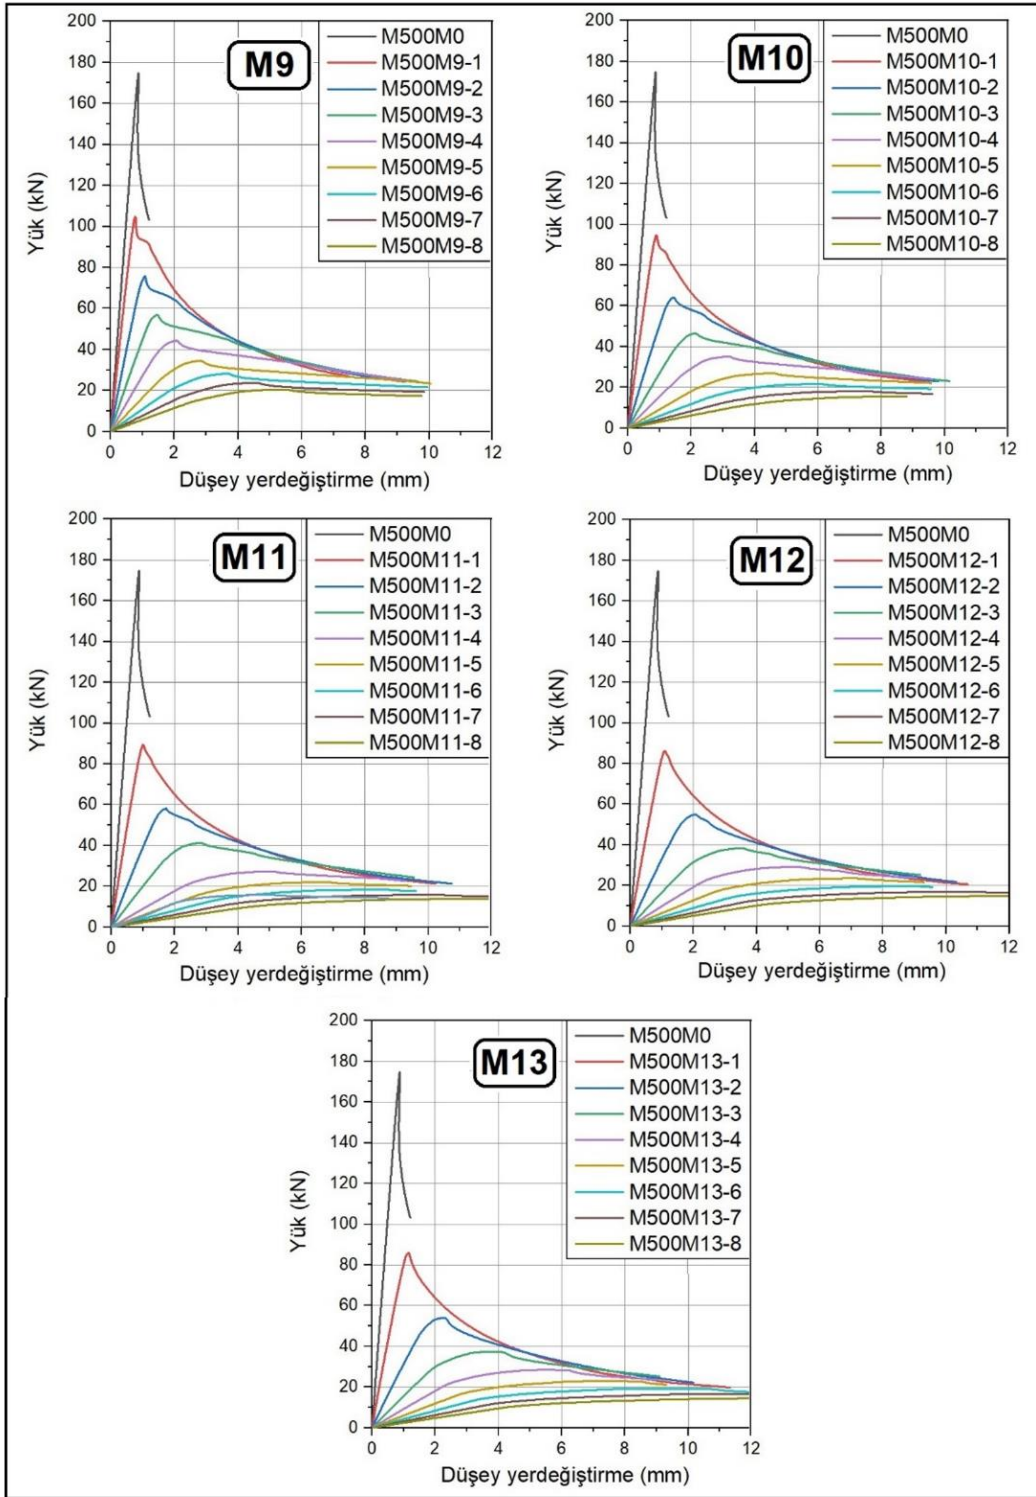 M9
M500M0
M500M9-1
M500M9-2
M500M9-3
M500M9-4
M500M9-5
M500M9-6
M500M9-7
M500M9-8
200
180
160
140
120
100
80
60
40
20
0
Yük (kN)
0 2 4 6 8 10 12
Düşey yerdeğiştirme (mm)
M10
M500M0
M500M10-1
M500M10-2
M500M10-3
M500M10-4
M500M10-5
M500M10-6
M500M10-7
M500M10-8
200
180
160
140
120
100
80
60
40
20
0
Yük (kN)
0 2 4 6 8 10 12
Düşey yerdeğiştirme (mm)
M11
M500M0
M500M11-1
M500M11-2
M500M11-3
M500M11-4
M500M11-5
M500M11-6
M500M11-7
M500M11-8
200
180
160
140
120
100
80
60
40
20
0
Yük (kN)
0 2 4 6 8 10 12
Düşey yerdeğiştirme (mm)
M12
M500M0
M500M12-1
M500M12-2
M500M12-3
M500M12-4
M500M12-5
M500M12-6
M500M12-7
M500M12-8
200
180
160
140
120
100
80
60
40
20
0
Yük (kN)
0 2 4 6 8 10 12
Düşey yerdeğiştirme (mm)
M13
M500M0
M500M13-1
M500M13-2
M500M13-3
M500M13-4
M500M13-5
M500M13-6
M500M13-7
M500M13-8
200
180
160
140
120
100
80
60
40
20
0
Yük (kN)
0 2 4 6 8 10 12
Düşey yerdeğiştirme (mm)